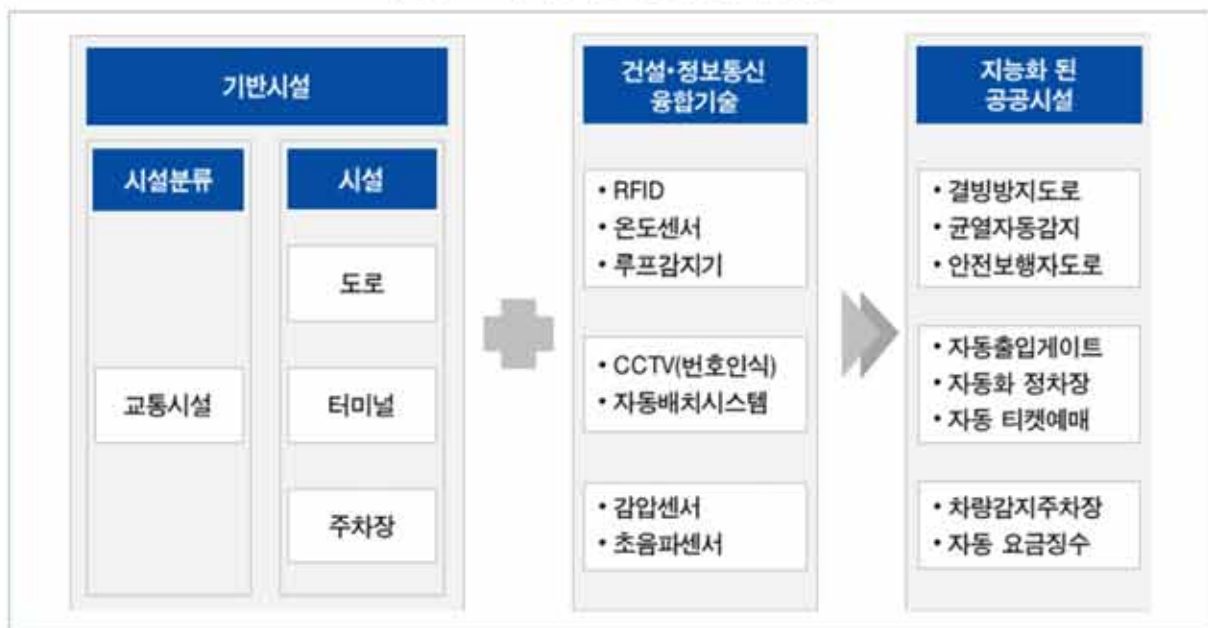 기반시설
시설분류
교통시설
시설
도로
터미널
주차장
건설•정보통신
융합기술
• RFID
• 온도센서
• 루프감지기
• CCTV(번호인식)
• 자동배치시스템
• 감압센서
• 초음파센서
지능화 된
공공시설
• 결빙방지도로
• 균열자동감지
• 안전보행자도로
• 자동출입게이트
• 자동화 정차장
• 자동 티켓예매
• 차량감지주차장
• 자동 요금징수